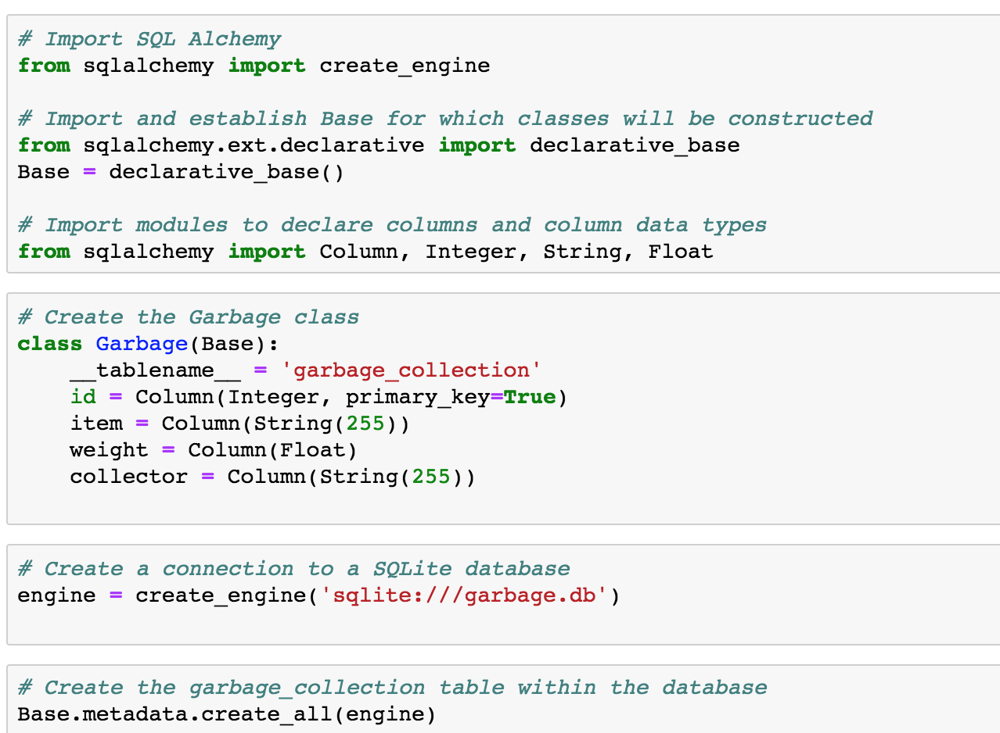 # Import SQL Alchemy
from sqlalchemy import create_engine
# Import and establish Base for which classes will be constructed
from sqlalchemy.ext.declarative import declarative_base
Base = declarative_base()
# Import modules to declare columns and column data types
from sqlalchemy import Column, Integer, String, Float
# Create the Garbage class
class Garbage(Base):
    __tablename__ = 'garbage_collection'
    id = Column(Integer, primary_key=True)
    item = Column(String(255))
    weight = Column(Float)
    collector = Column(String(255))
# Create a connection to a SQLite database
engine = create_engine('sqlite:///garbage.db')
# Create the garbage_collection table within the database
Base.metadata.create_all(engine)